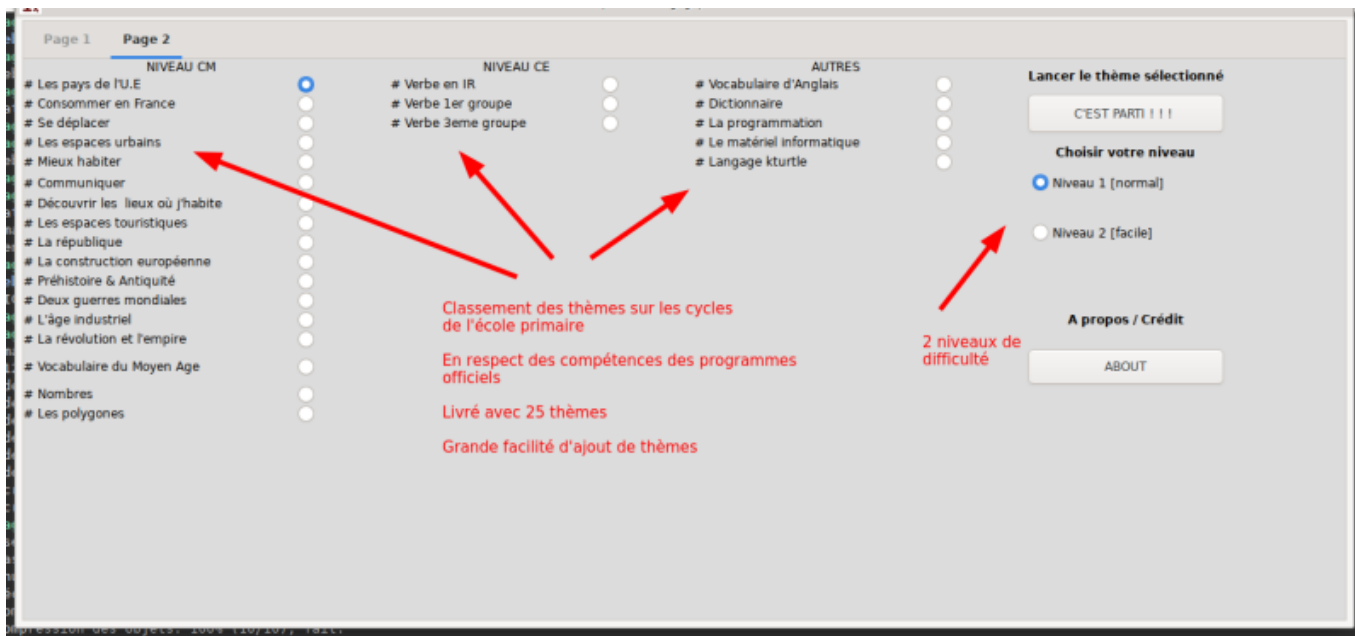 Page 1
Page 2
NIVEAU CM
# Les pays de l'U.E
# Consommer en France
# Se déplacer
# Les espaces urbains
# Mieux habiter
# Communiquer
# Découvrir les  lieux où j'habite
# Les espaces touristiques
# La république
# La construction européenne
# Préhistoire & Antiquité
# Deux guerres mondiales
# L'âge industriel
# La révolution et l'empire
# Vocabulaire du Moyen Age
# Nombres
# Les polygones
NIVEAU CE
# Verbe en IR
# Verbe 1er groupe
# Verbe 3eme groupe
AUTRES
# Vocabulaire d'Anglais
# Dictionnaire
# La programmation
# Le matériel informatique
# Langage kturtle
Classement des thèmes sur les cycles
de l'école primaire
En respect des compétences des programmes
officiels
Livré avec 25 thèmes
Grande facilité d'ajout de thèmes
2 niveaux de
difficulté
Lancer le thème sélectionné
C'EST PARTI ! ! !
Choisir votre niveau
Niveau 1 [normal]
Niveau 2 [facile]
A propos / Crédit
ABOUT